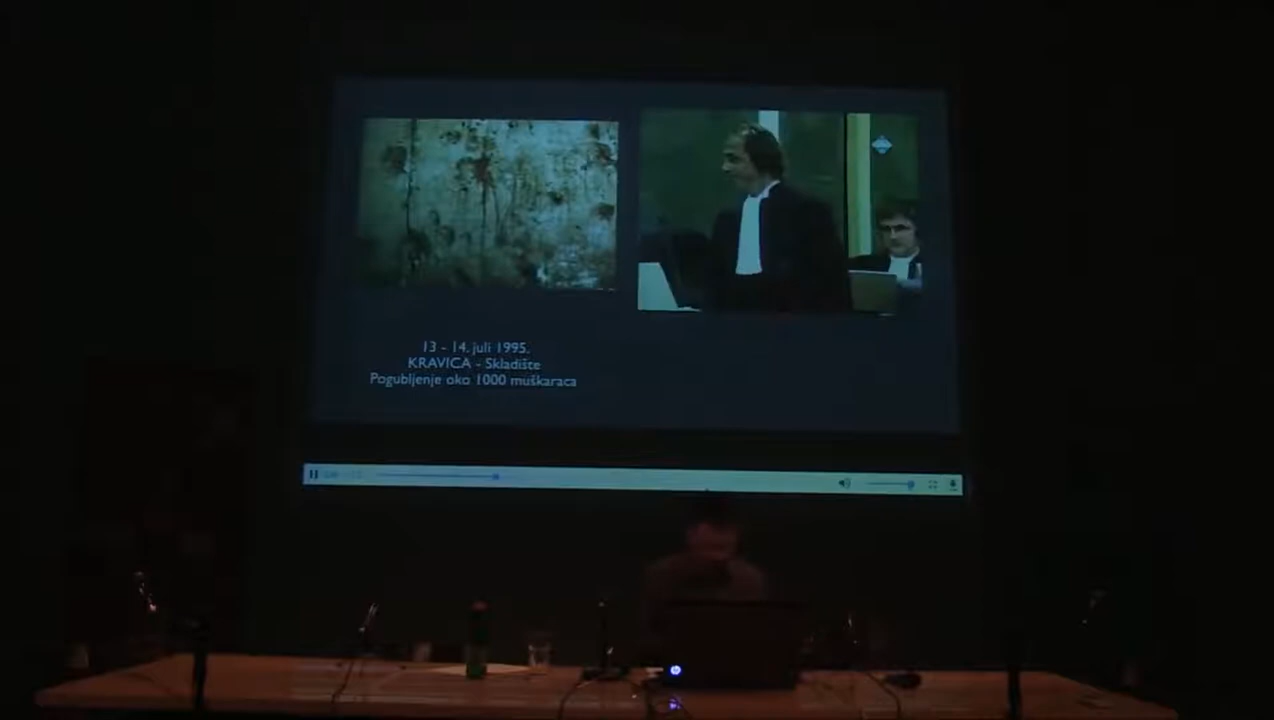 13 - 14. juli 1995.
KRAVICA - Skladište
Pogubljenje oko 1000 muškaraca